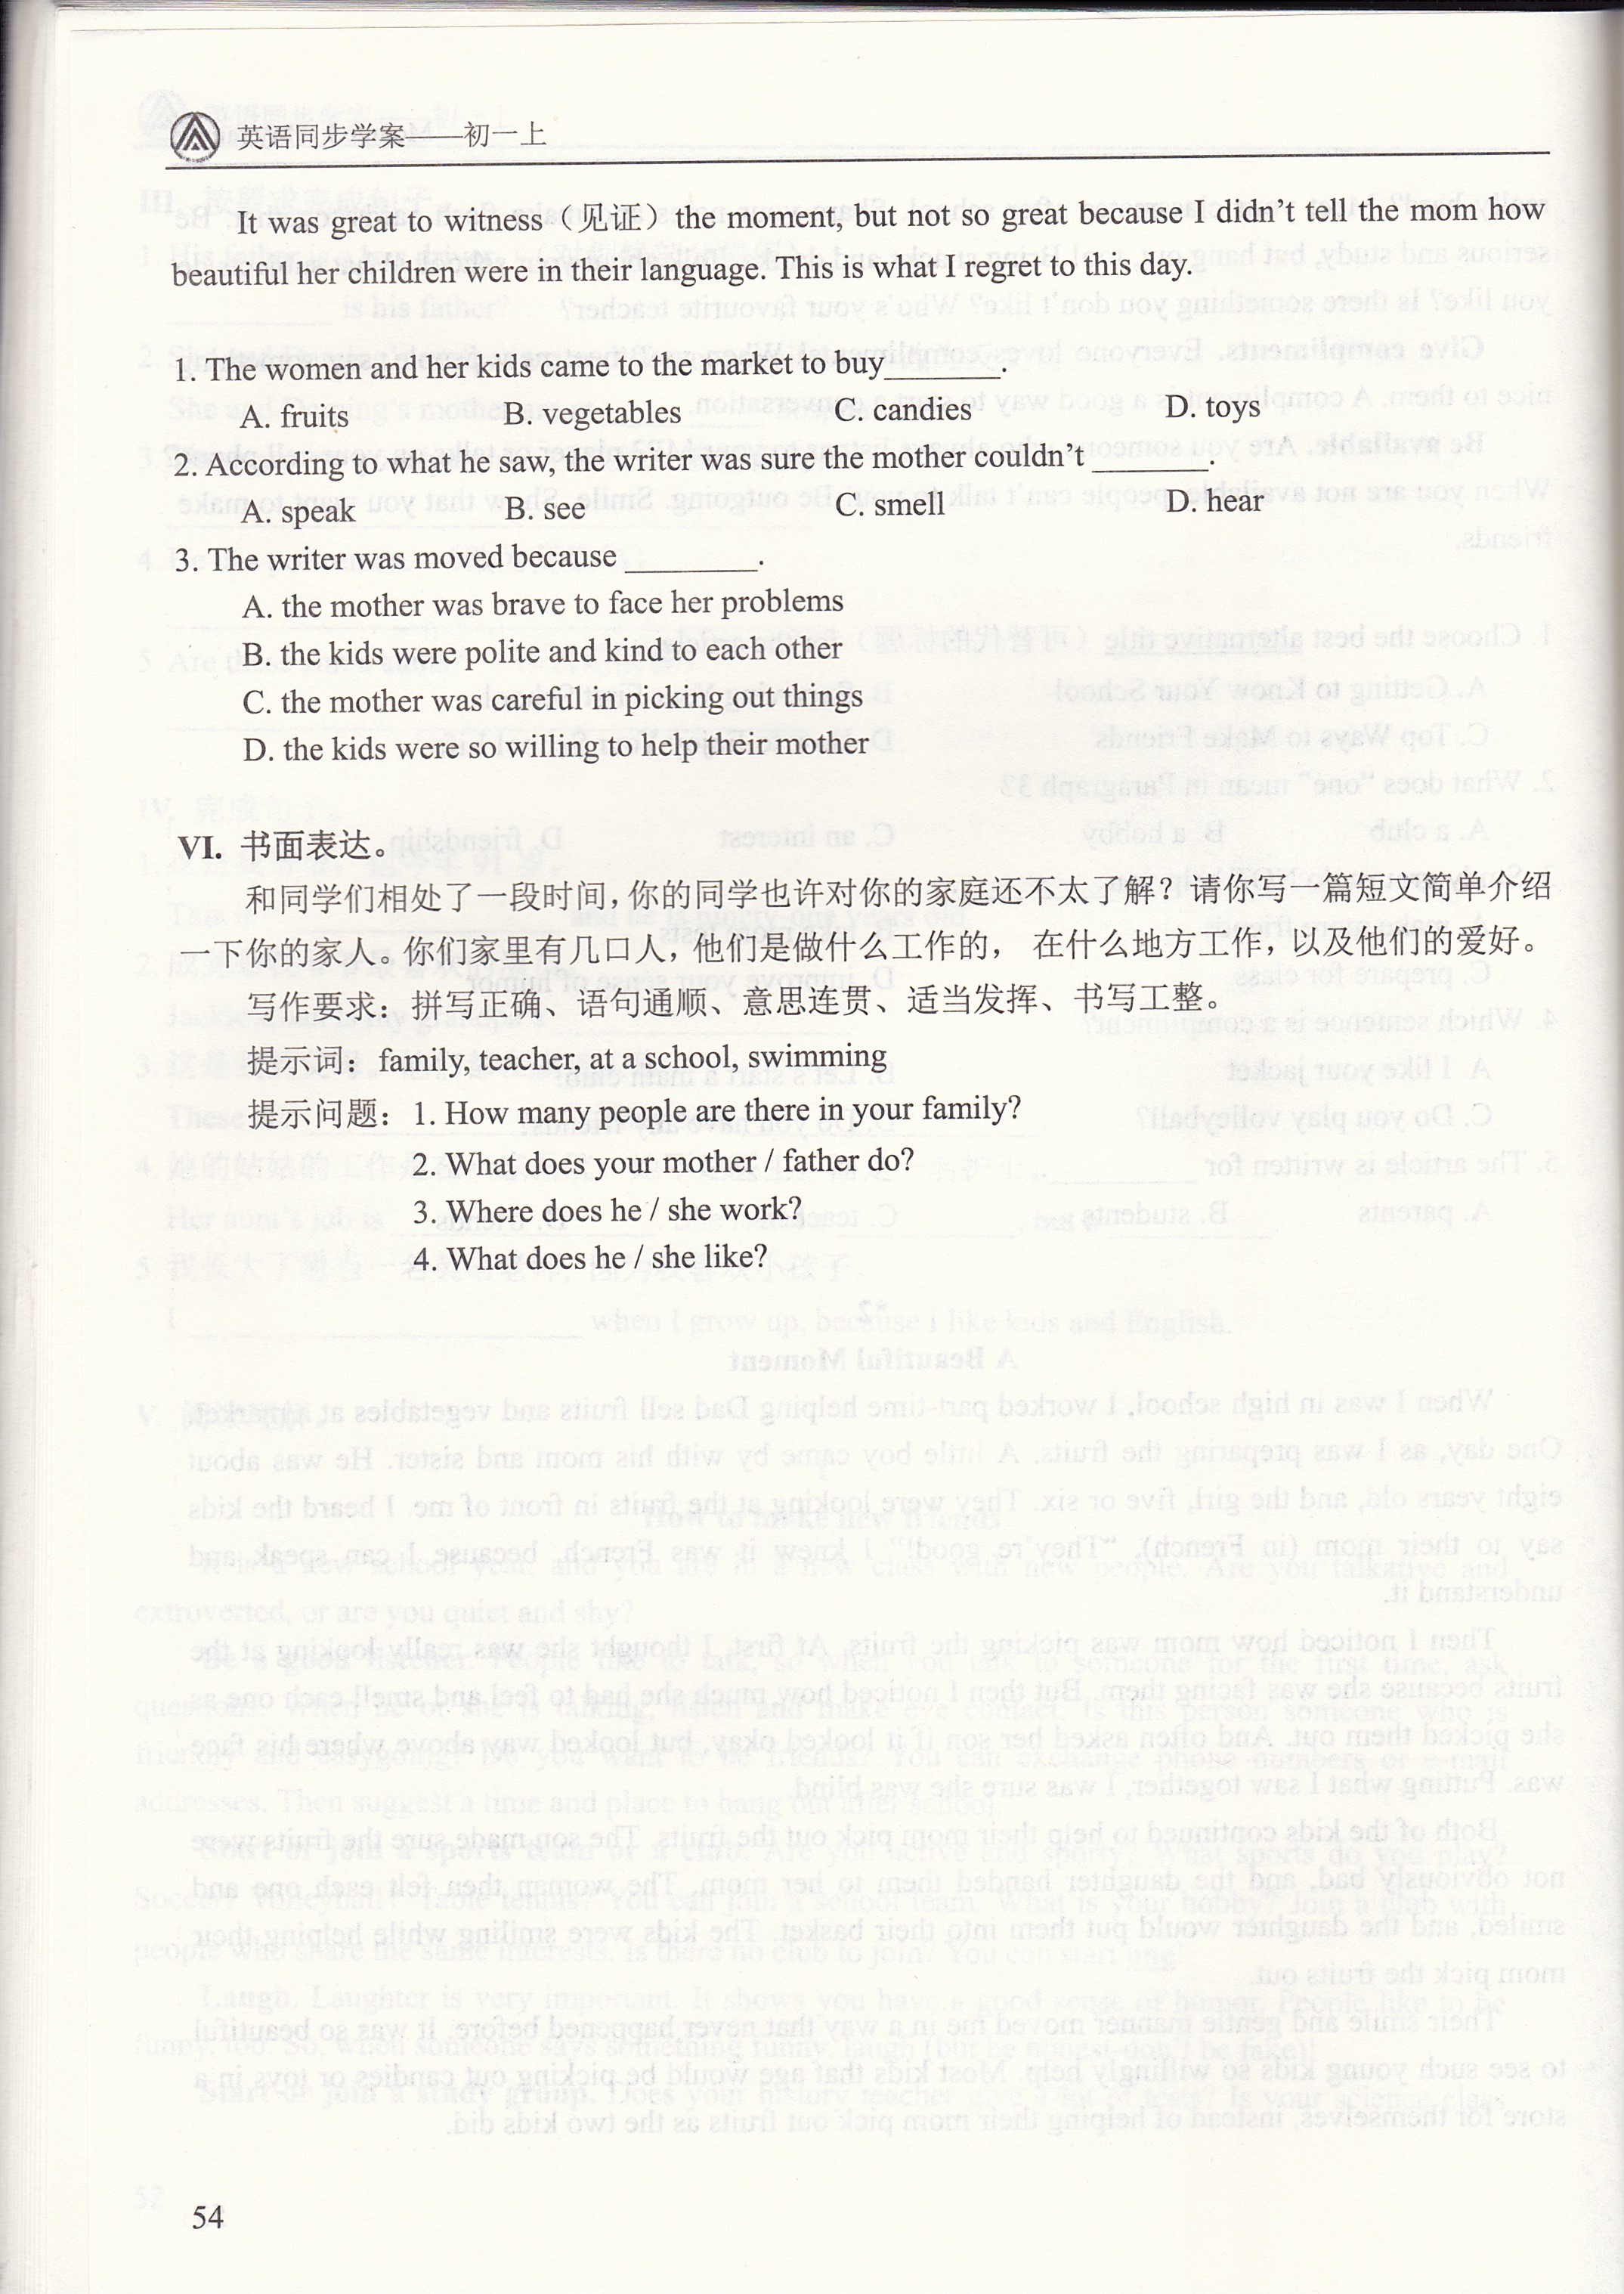 英语同步学案——初一上
It was great to witness（见证）the moment, but not so great because I didn't tell the mom how
beautiful her children were in their language. This is what I regret to this day.
1. The women and her kids came to the market to buy_______.
A. fruits B. vegetables C. candies D. toys
2. According to what he saw, the writer was sure the mother couldn't _______.
A. speak B. see C. smell D. hear
3. The writer was moved because ________.
A. the mother was brave to face her problems
B. the kids were polite and kind to each other
C. the mother was careful in picking out things
D. the kids were so willing to help their mother
VI. 书面表达。
和同学们相处了一段时间，你的同学也许对你的家庭还不太了解？请你写一篇短文简单介绍
一下你的家人。你们家里有几口人，他们是做什么工作的，在什么地方工作，以及他们的爱好。
写作要求：拼写正确、语句通顺、意思连贯、适当发挥、书写工整。
提示词：family, teacher, at a school, swimming
提示问题：1. How many people are there in your family?
2. What does your mother / father do?
3. Where does he / she work?
4. What does he / she like?
54